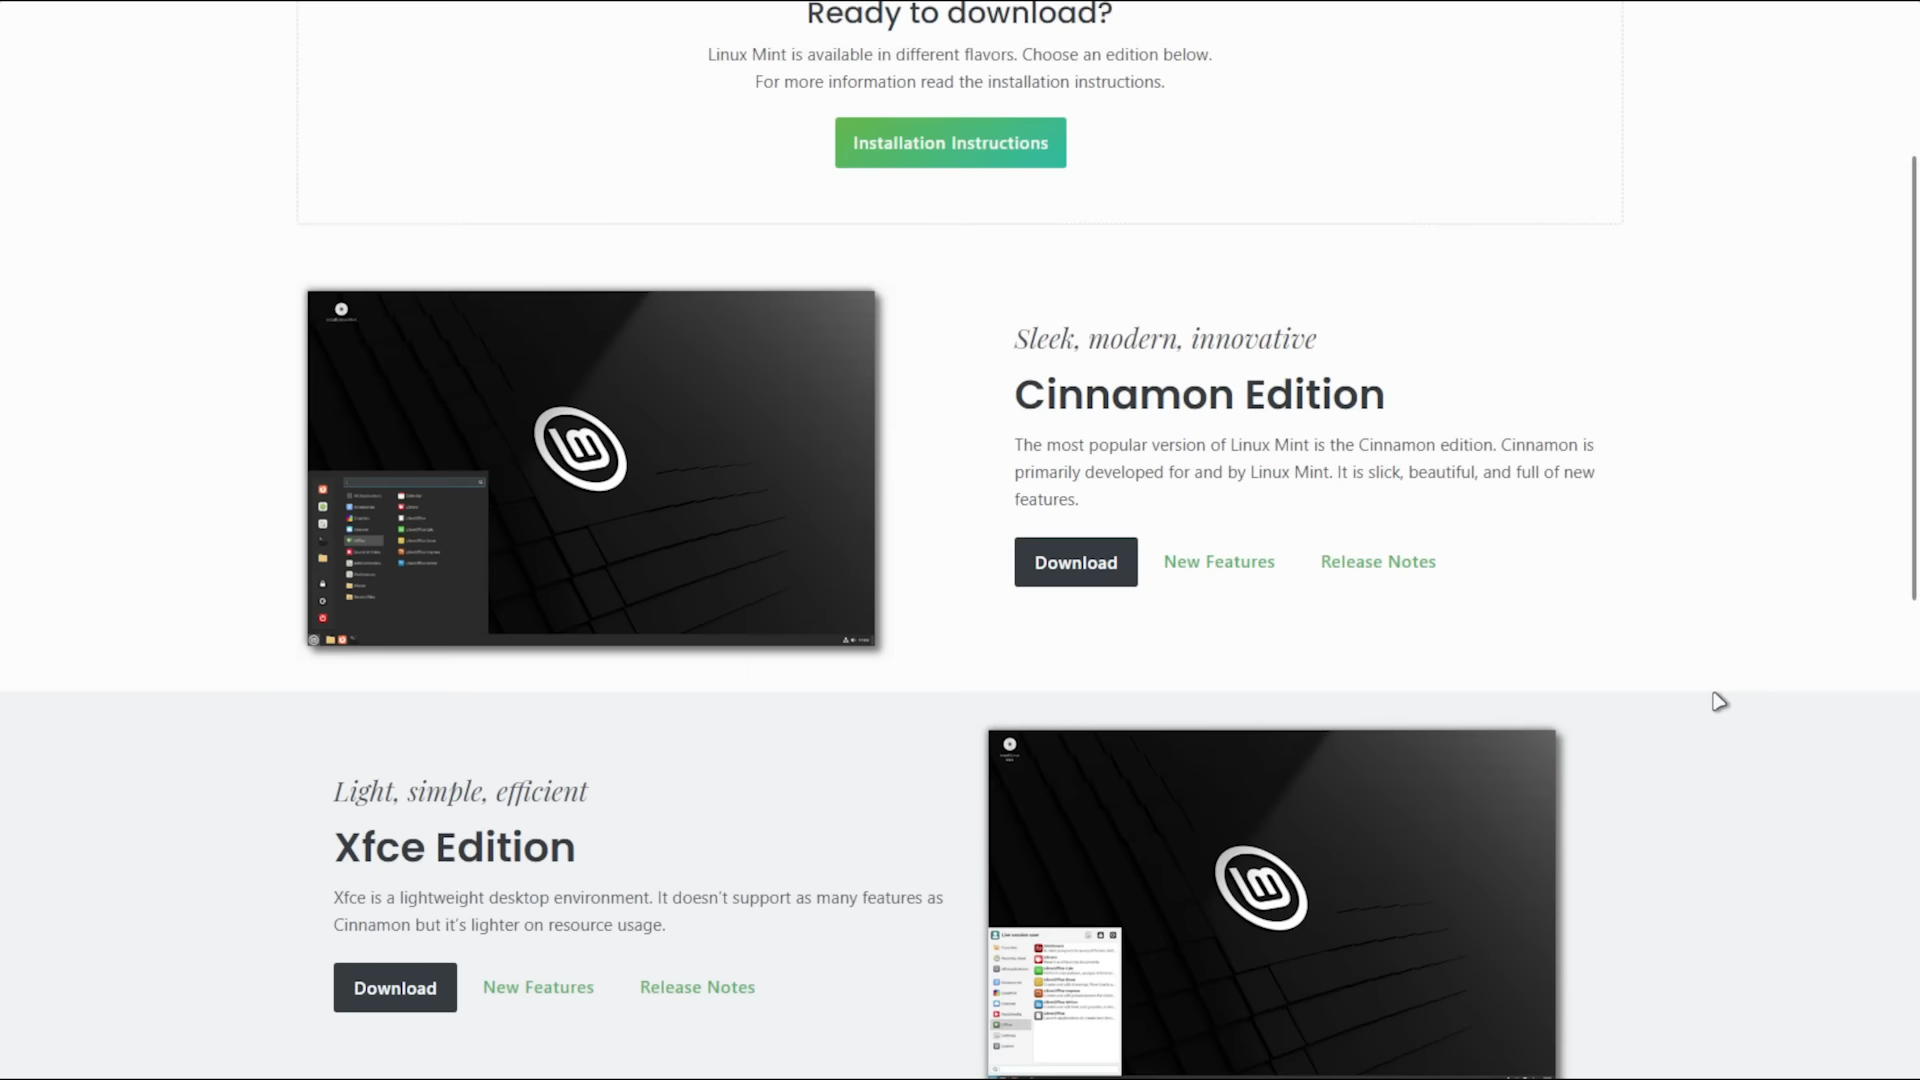 Ready to download?
Linux Mint is available in different flavors. Choose an edition below.
For more information read the installation instructions.
Installation Instructions
Sleek, modern, innovative
Cinnamon Edition
The most popular version of Linux Mint is the Cinnamon edition. Cinnamon is
primarily developed for and by Linux Mint. It is slick, beautiful, and full of new
features.
Download
New Features
Release Notes
Light, simple, efficient
Xfce Edition
Xfce is a lightweight desktop environment. It doesn't support as many features as
Cinnamon but it's lighter on resource usage.
Download
New Features
Release Notes